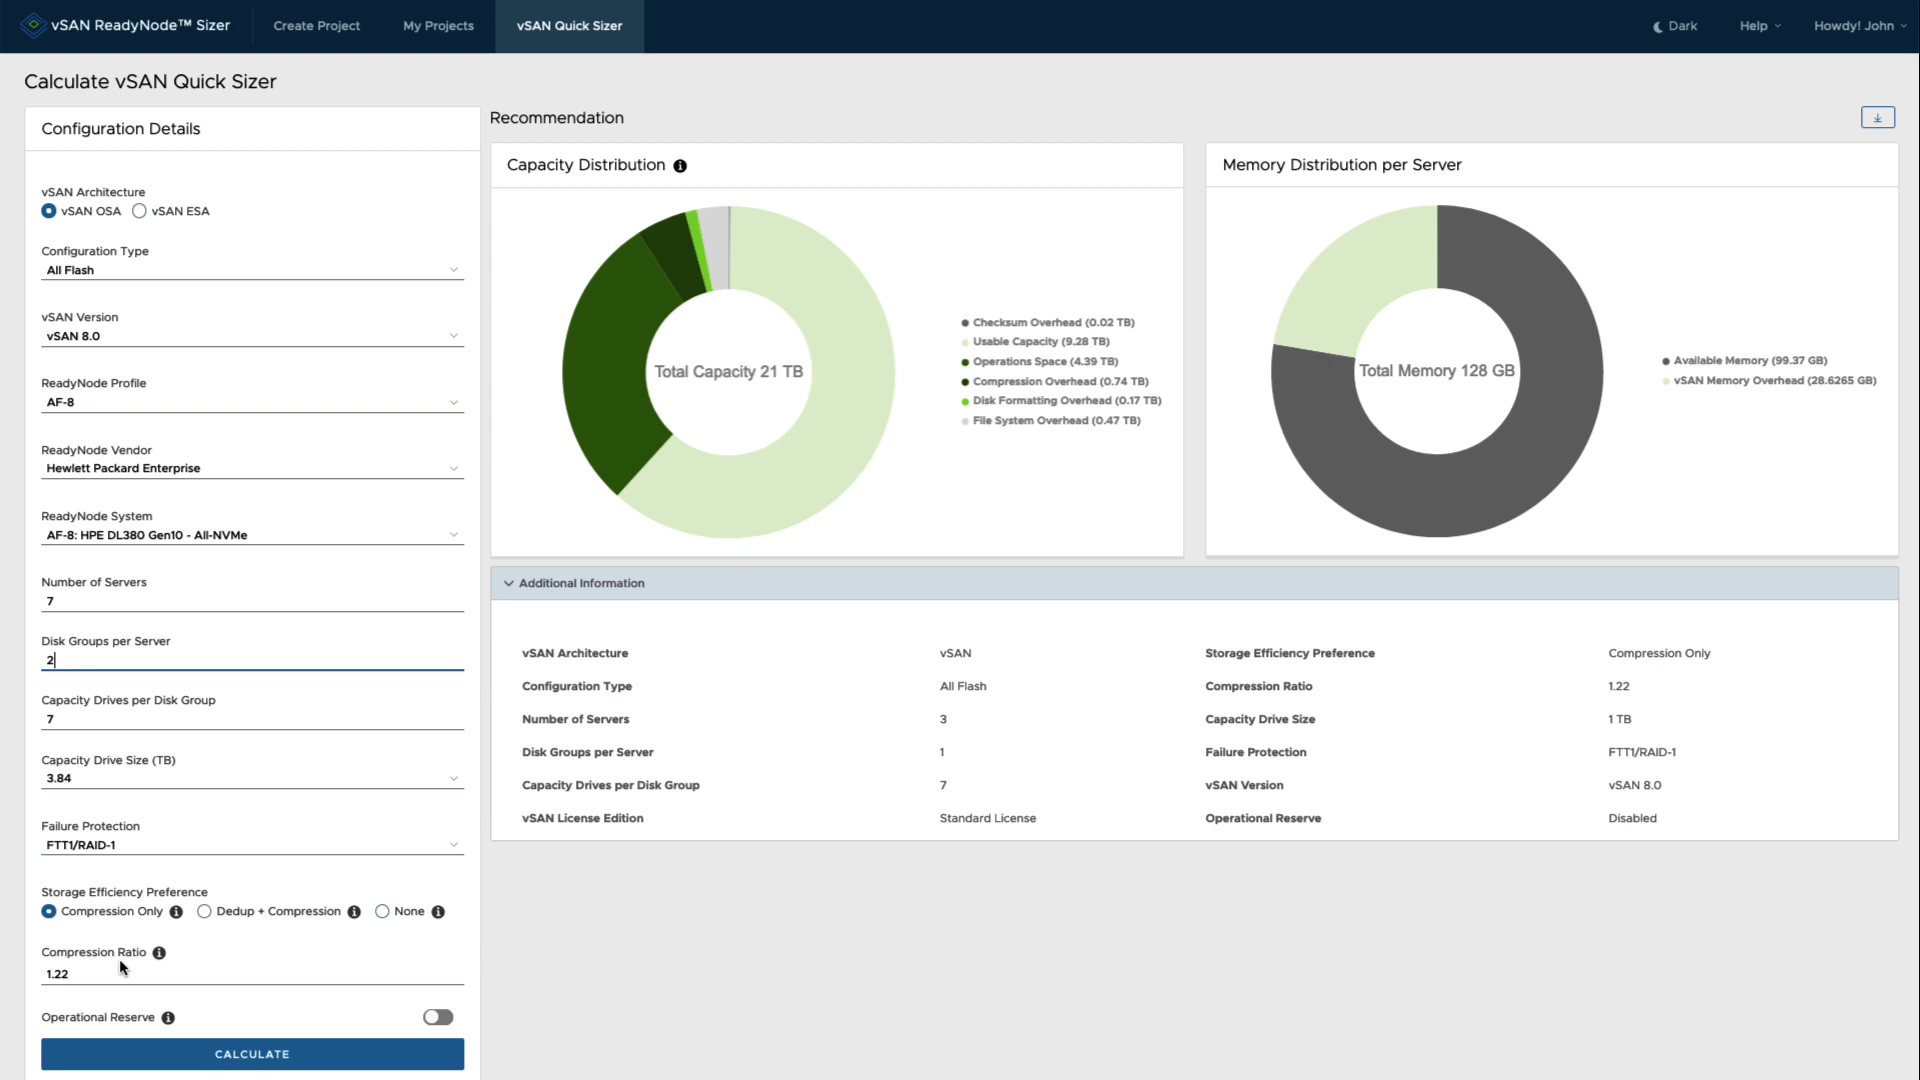 vSAN ReadyNode™ Sizer
Create Project
My Projects
vSAN Quick Sizer
Dark
Help
Howdy! John
Calculate vSAN Quick Sizer
Configuration Details
vSAN Architecture
vSAN OSA
vSAN ESA
Configuration Type
All Flash
vSAN Version
vSAN 8.0
ReadyNode Profile
AF-8
ReadyNode Vendor
Hewlett Packard Enterprise
ReadyNode System
AF-8: HPE DL380 Gen10 - All-NVMe
Number of Servers
7
Disk Groups per Server
2
Capacity Drives per Disk Group
7
Capacity Drive Size (TB)
3.84
Failure Protection
FTT1/RAID-1
Storage Efficiency Preference
Compression Only
Dedup + Compression
None
Compression Ratio
1.22
Operational Reserve
CALCULATE
Recommendation
Capacity Distribution
Total Capacity 21 TB
Checksum Overhead (0.02 TB)
Usable Capacity (9.28 TB)
Operations Space (4.39 TB)
Compression Overhead (0.74 TB)
Disk Formatting Overhead (0.17 TB)
File System Overhead (0.47 TB)
Memory Distribution per Server
Total Memory 128 GB
Available Memory (99.37 GB)
vSAN Memory Overhead (28.6265 GB)
Additional Information
vSAN Architecture vSAN
Configuration Type All Flash
Number of Servers 3
Disk Groups per Server 1
Capacity Drives per Disk Group 7
vSAN License Edition Standard License
Storage Efficiency Preference Compression Only
Compression Ratio 1.22
Capacity Drive Size 1 TB
Failure Protection FTT1/RAID-1
vSAN Version vSAN 8.0
Operational Reserve Disabled